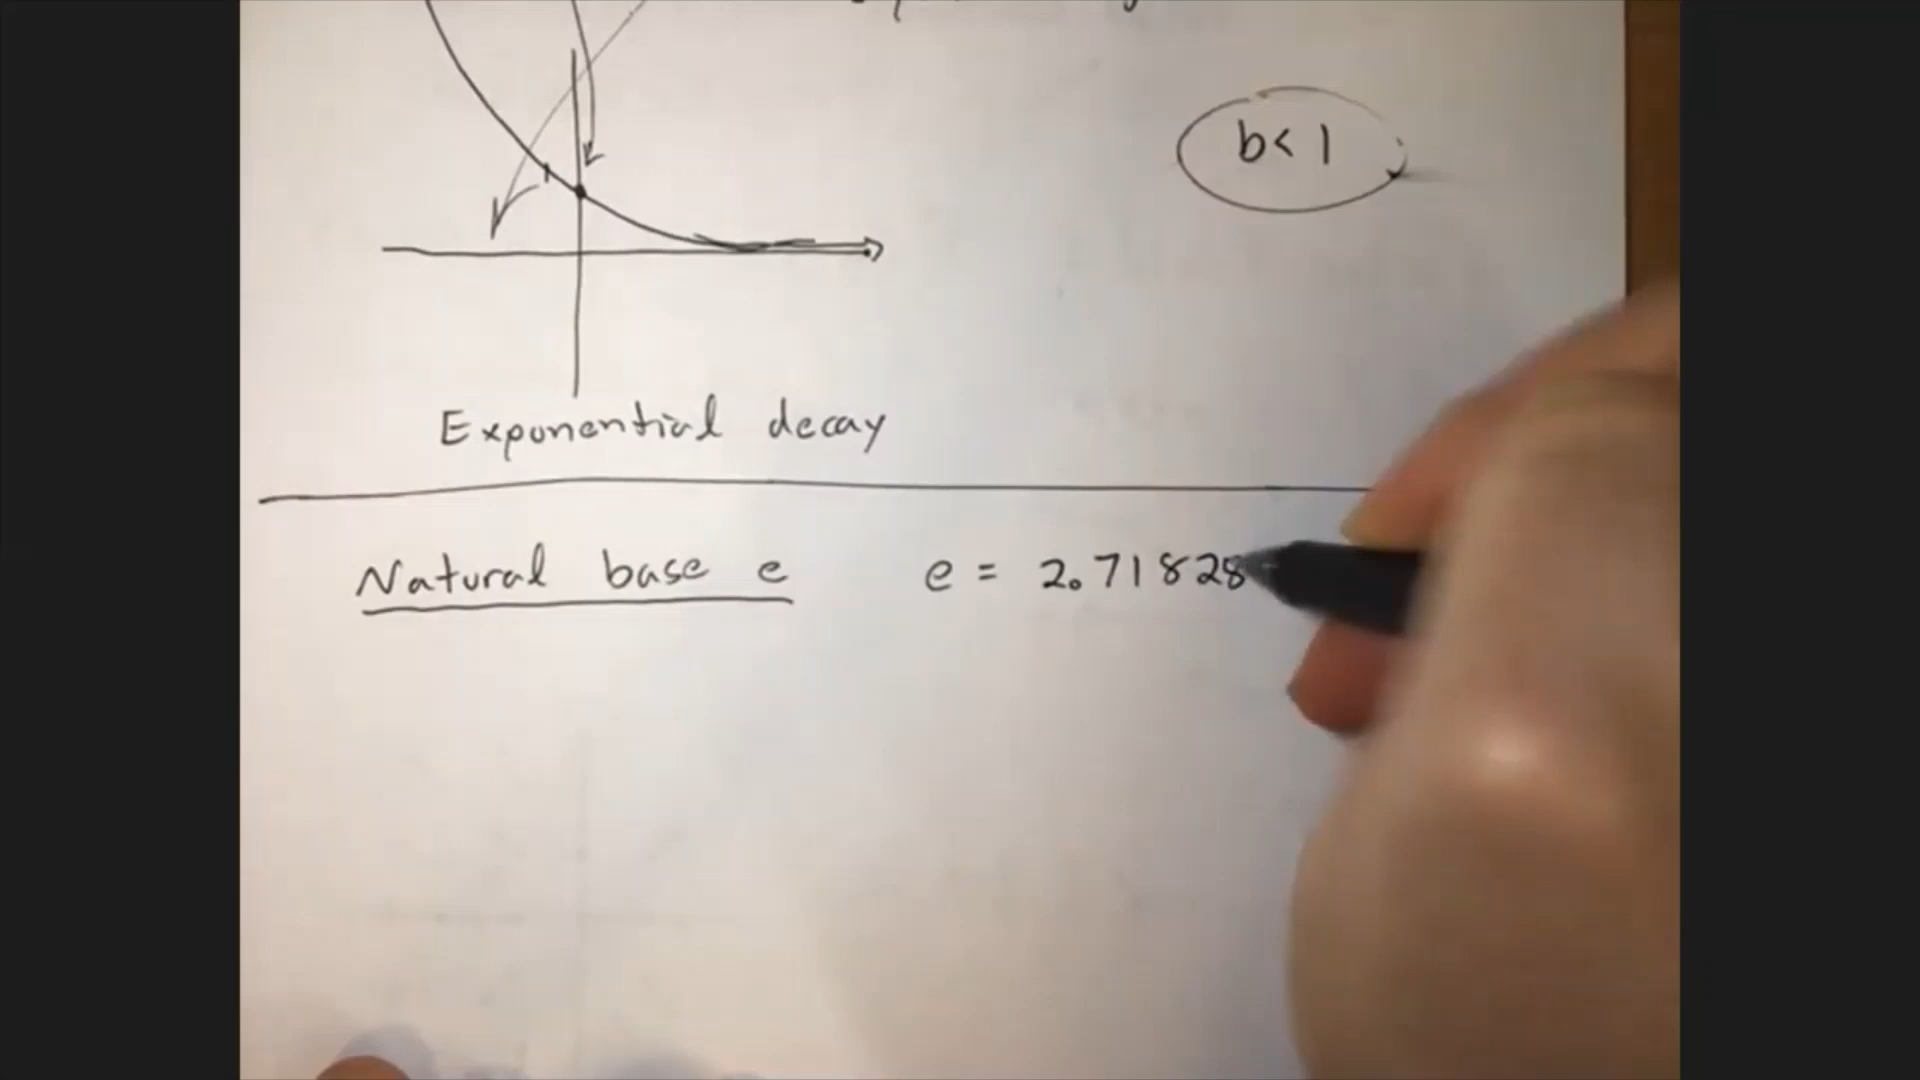 b < 1
Exponential decay
Natural base e e = 2.71828